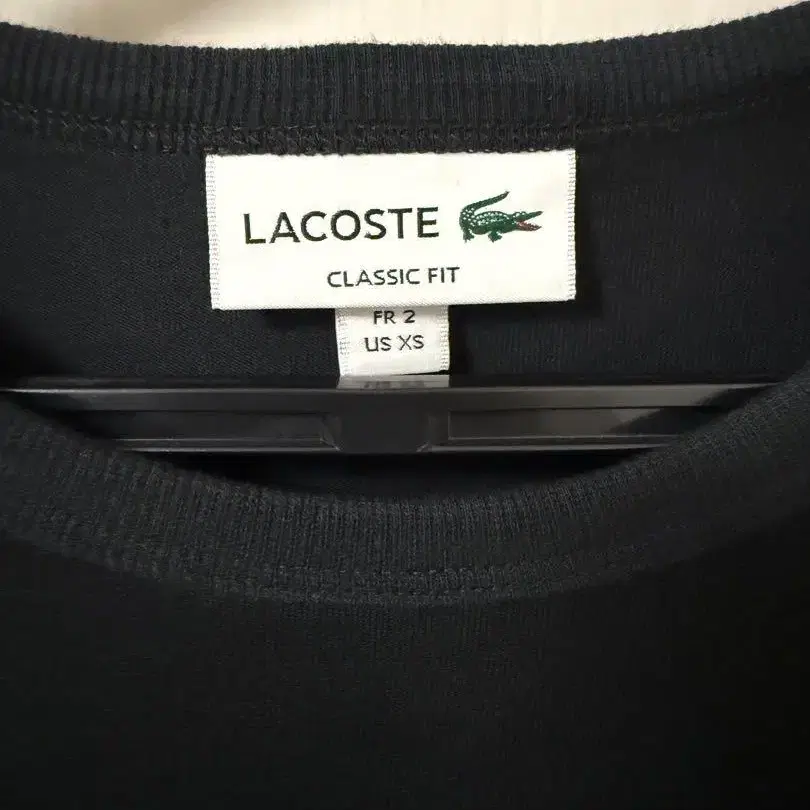 LACOSTE
CLASSIC FIT
FR 2
US XS